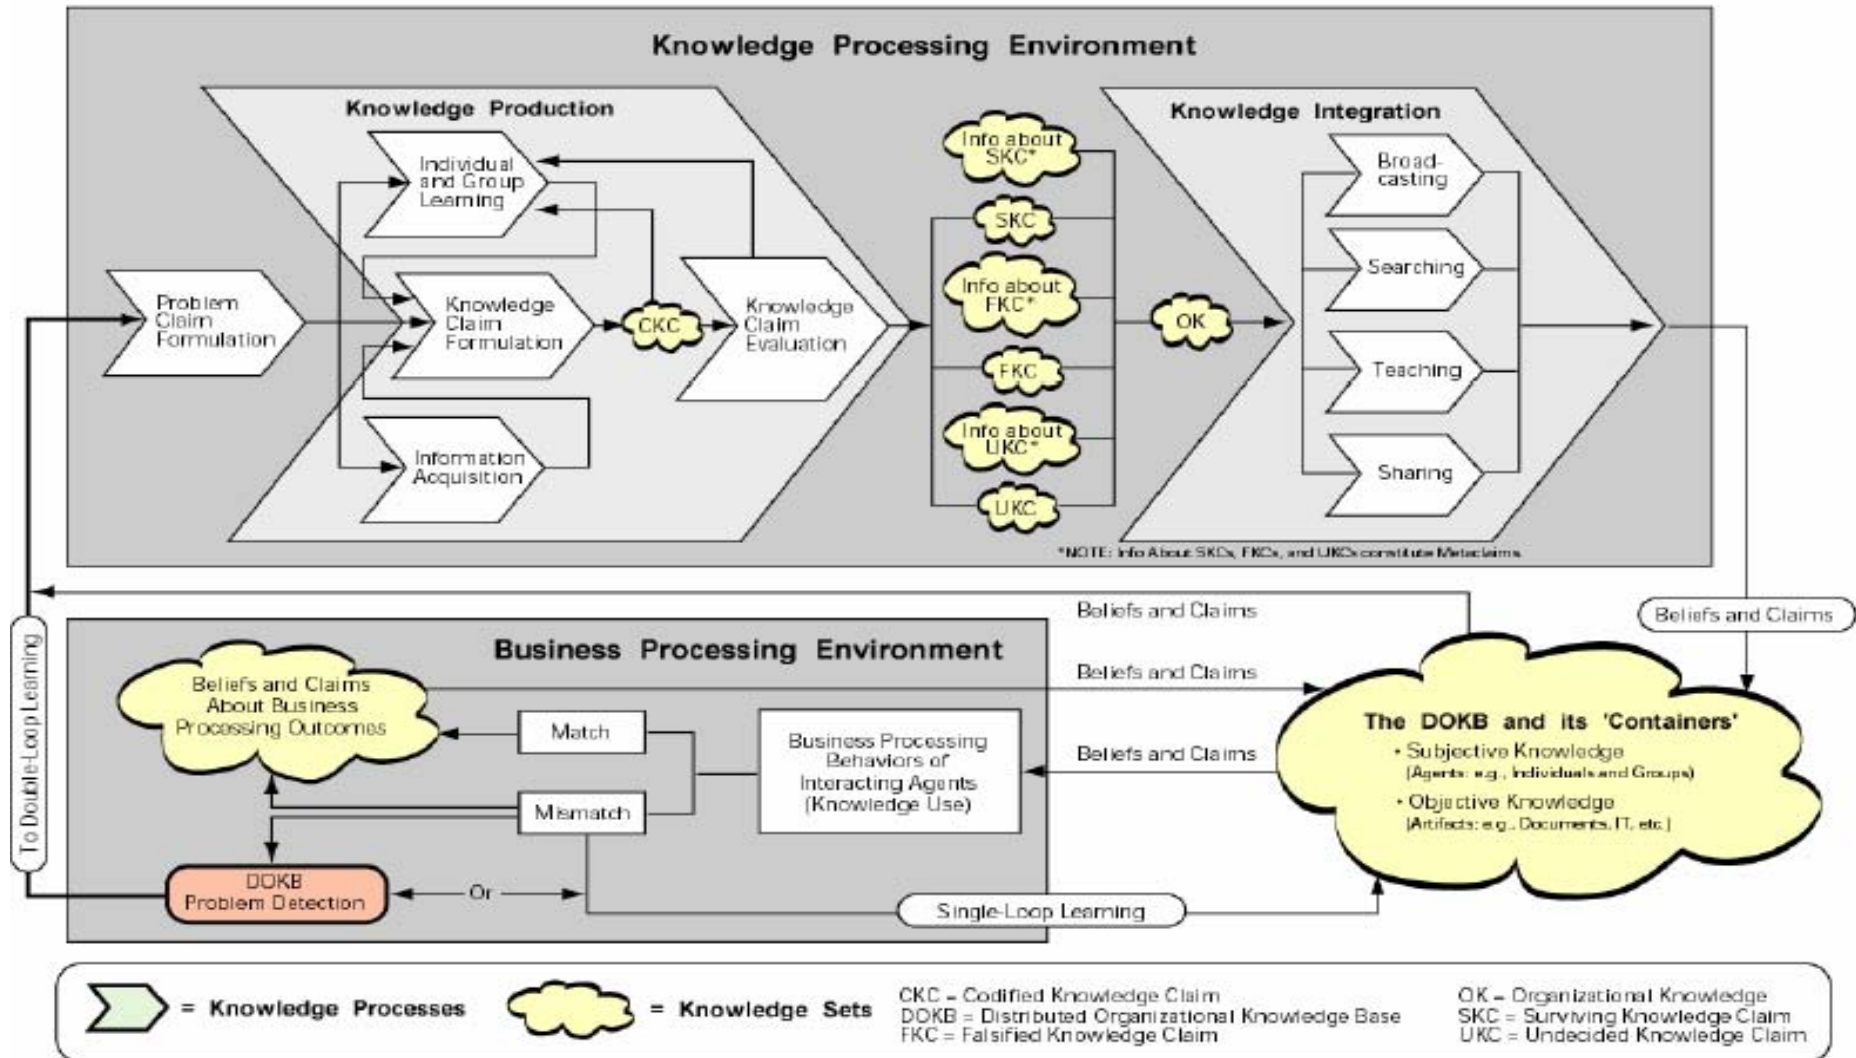 Knowledge Processing Environment
Knowledge Production
Individual
and Group
Learning
Problem
Claim
Formulation
Knowledge
Claim
Formulation
CKC
Knowledge
Claim
Evaluation
Information
Acquisition
Info about
SKC*
SKC
Info about
FKC*
FKC
Info about
UKC*
UKC
OK
Knowledge Integration
Broad-
casting
Searching
Teaching
Sharing
*NOTE: Info About SKCs, FKCs, and UKCs constitute Metaclaims.
Beliefs and Claims
Beliefs and Claims
To Double-Loop Learning
Business Processing Environment
Beliefs and Claims
About Business
Processing Outcomes
Match
Mismatch
Business Processing
Behaviors of
Interacting Agents
(Knowledge Use)
Beliefs and Claims
Beliefs and Claims
DOKB
Problem Detection
Or
Single-Loop Learning
The DOKB and its 'Containers'
• Subjective Knowledge
(Agents: e.g., Individuals and Groups)
• Objective Knowledge
(Artifacts: e.g., Documents, IT, etc.)
= Knowledge Processes
= Knowledge Sets
CKC = Codified Knowledge Claim
DOKB = Distributed Organizational Knowledge Base
FKC = Falsified Knowledge Claim
OK = Organizational Knowledge
SKC = Surviving Knowledge Claim
UKC = Undecided Knowledge Claim